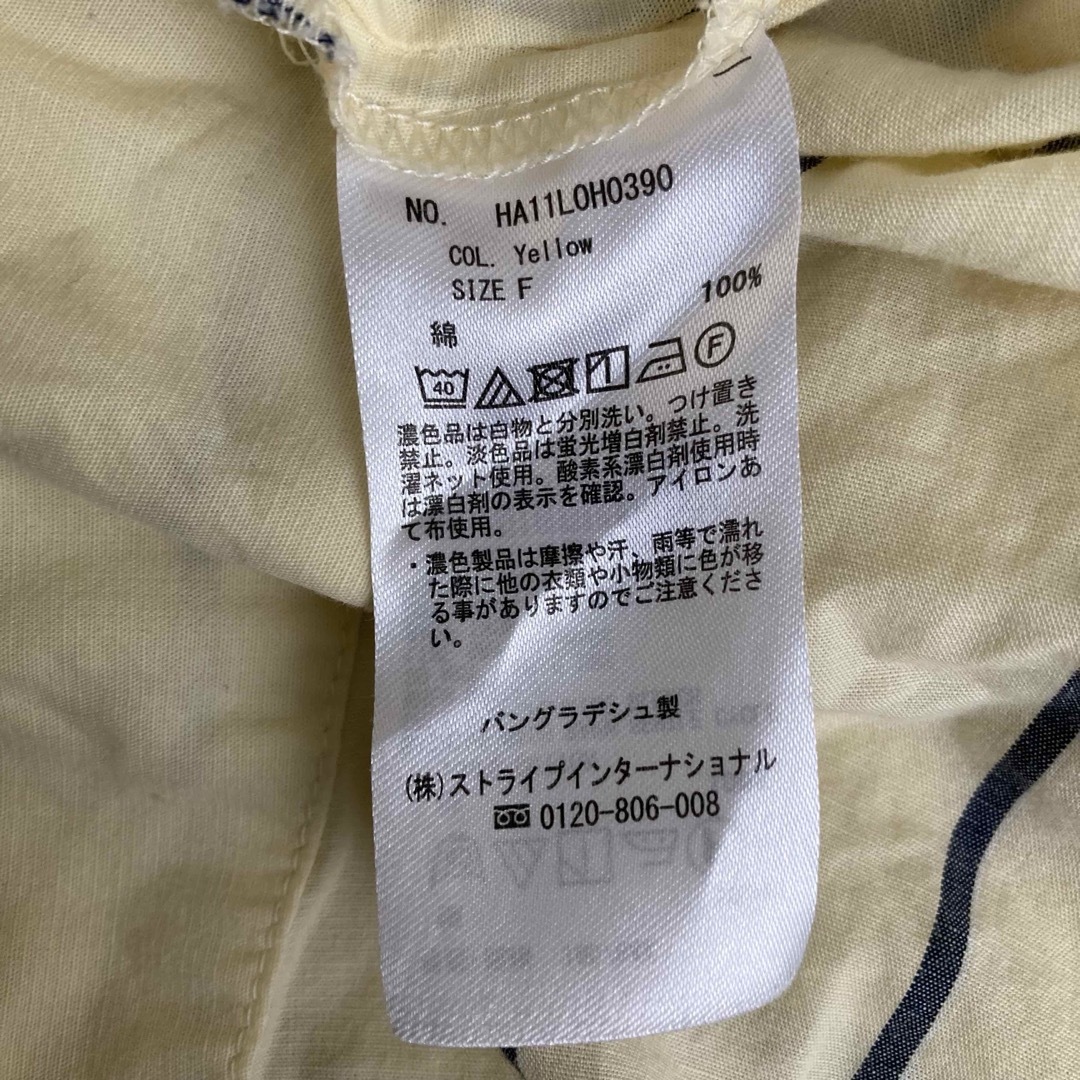 NO. HA11L0H0390
COL. Yellow
SIZE F
綿 100%
40 F
濃色品は白物と分別洗い。つけ置き
禁止。淡色品は蛍光増白剤禁止。洗
濯ネット使用。酸素系漂白剤使用時
は漂白剤の表示を確認。アイロンあ
て布使用。
・濃色製品は摩擦や汗、雨等で濡れ
た際に他の衣類や小物類に色が移
る事がありますのでご注意くださ
い。
バングラデシュ製
(株)ストライプインターナショナル
0120-806-008